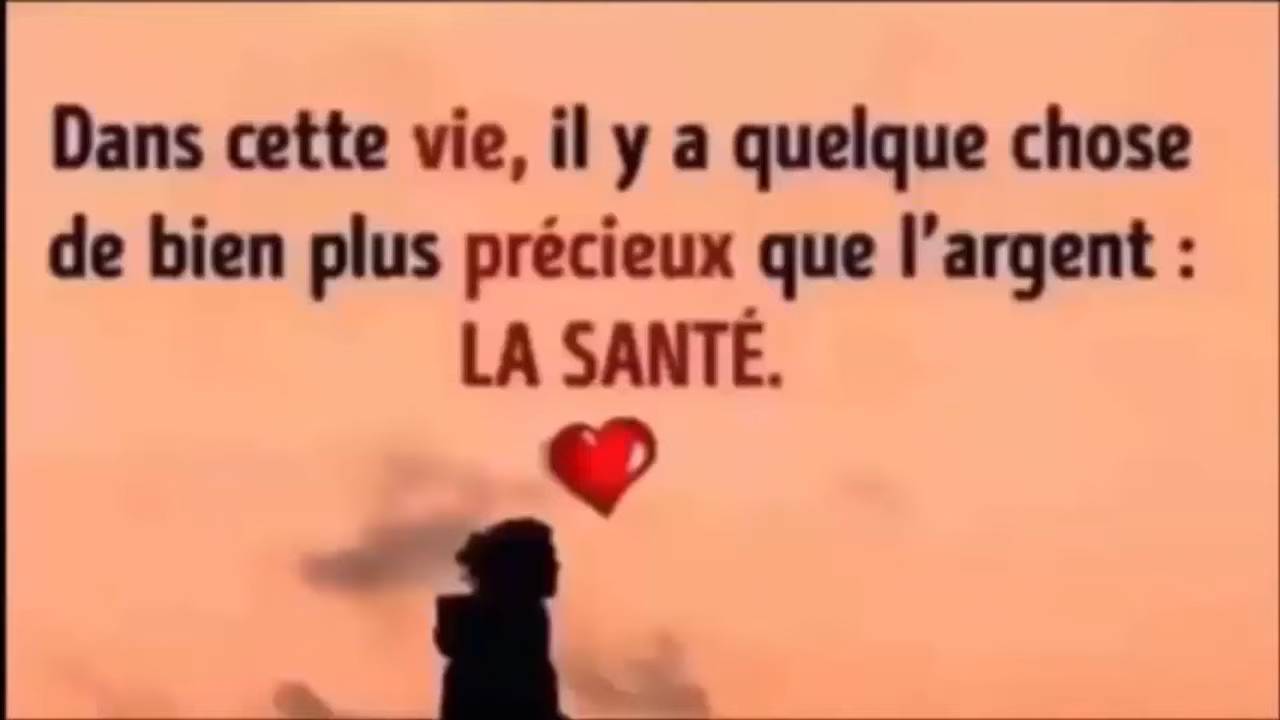 Dans cette vie, il y a quelque chose
de bien plus précieux que l'argent :
LA SANTÉ.